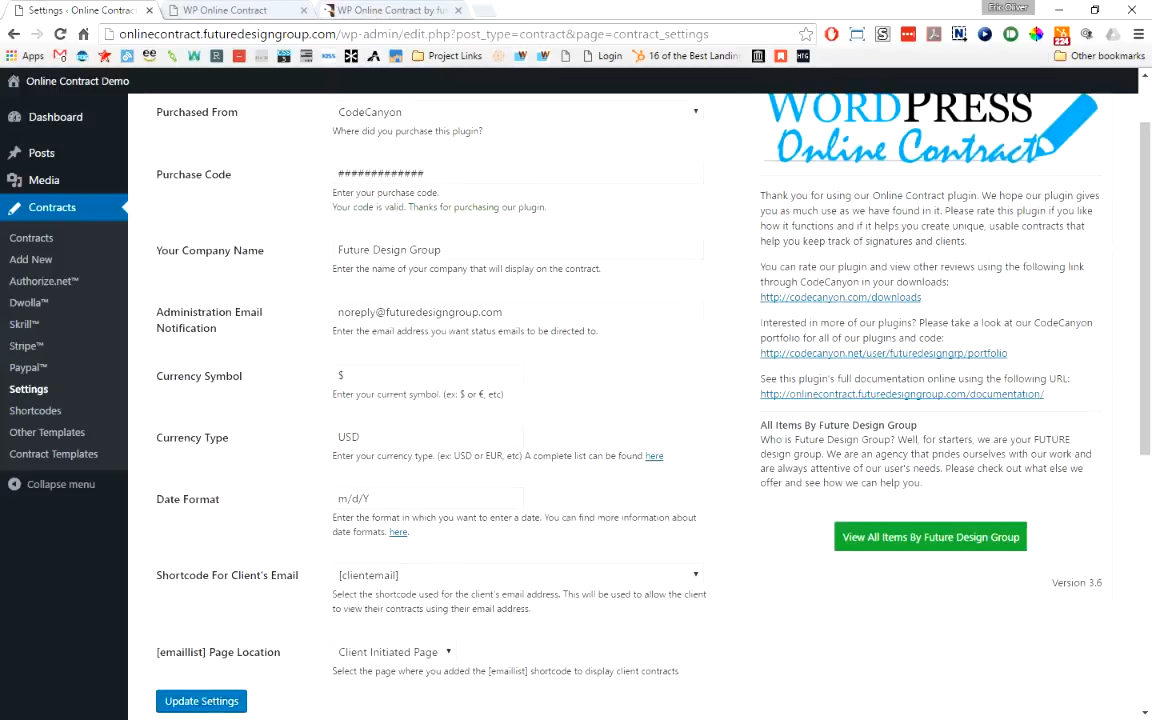 Settings ‹ Online Contrac
WP Online Contract
WP Online Contract by fu
Eric Oliver
onlinecontract.futuredesigngroup.com/wp-admin/edit.php?post_type=contract&page=contract_settings
Apps
Project Links
Login
16 of the Best Landin
Other bookmarks
224
Online Contract Demo
Dashboard
Posts
Media
Contracts
Contracts
Add New
Authorize.net™
Dwolla™
Skrill™
Stripe™
Paypal™
Settings
Shortcodes
Other Templates
Contract Templates
Collapse menu
Purchased From
CodeCanyon
Where did you purchase this plugin?
Purchase Code
#############
Enter your purchase code.
Your code is valid. Thanks for purchasing our plugin.
Your Company Name
Future Design Group
Enter the name of your company that will display on the contract.
Administration Email
Notification
noreply@futuredesigngroup.com
Enter the email address you want status emails to be directed to.
Currency Symbol
$
Enter your current symbol. (ex: $ or €, etc)
Currency Type
USD
Enter your currency type. (ex: USD or EUR, etc) A complete list can be found here
Date Format
m/d/Y
Enter the format in which you want to enter a date. You can find more information about
date formats. here.
Shortcode For Client's Email
[clientemail]
Select the shortcode used for the client's email address. This will be used to allow the client
to view their contracts using their email address.
[emaillist] Page Location
Client Initiated Page
Select the page where you added the [emaillist] shortcode to display client contracts
Update Settings
WORDPRESS
Online Contract
Thank you for using our Online Contract plugin. We hope our plugin gives
you as much use as we have found in it. Please rate this plugin if you like
how it functions and if it helps you create unique, usable contracts that
help you keep track of signatures and clients.
You can rate our plugin and view other reviews using the following link
through CodeCanyon in your downloads:
http://codecanyon.com/downloads
Interested in more of our plugins? Please take a look at our CodeCanyon
portfolio for all of our plugins and code:
http://codecanyon.net/user/futuredesigngrp/portfolio
See this plugin's full documentation online using the following URL:
http://onlinecontract.futuredesigngroup.com/documentation/
All Items By Future Design Group
Who is Future Design Group? Well, for starters, we are your FUTURE
design group. We are an agency that prides ourselves with our work and
are always attentive of our user's needs. Please check out what else we
offer and see how we can help you.
View All Items By Future Design Group
Version 3.6